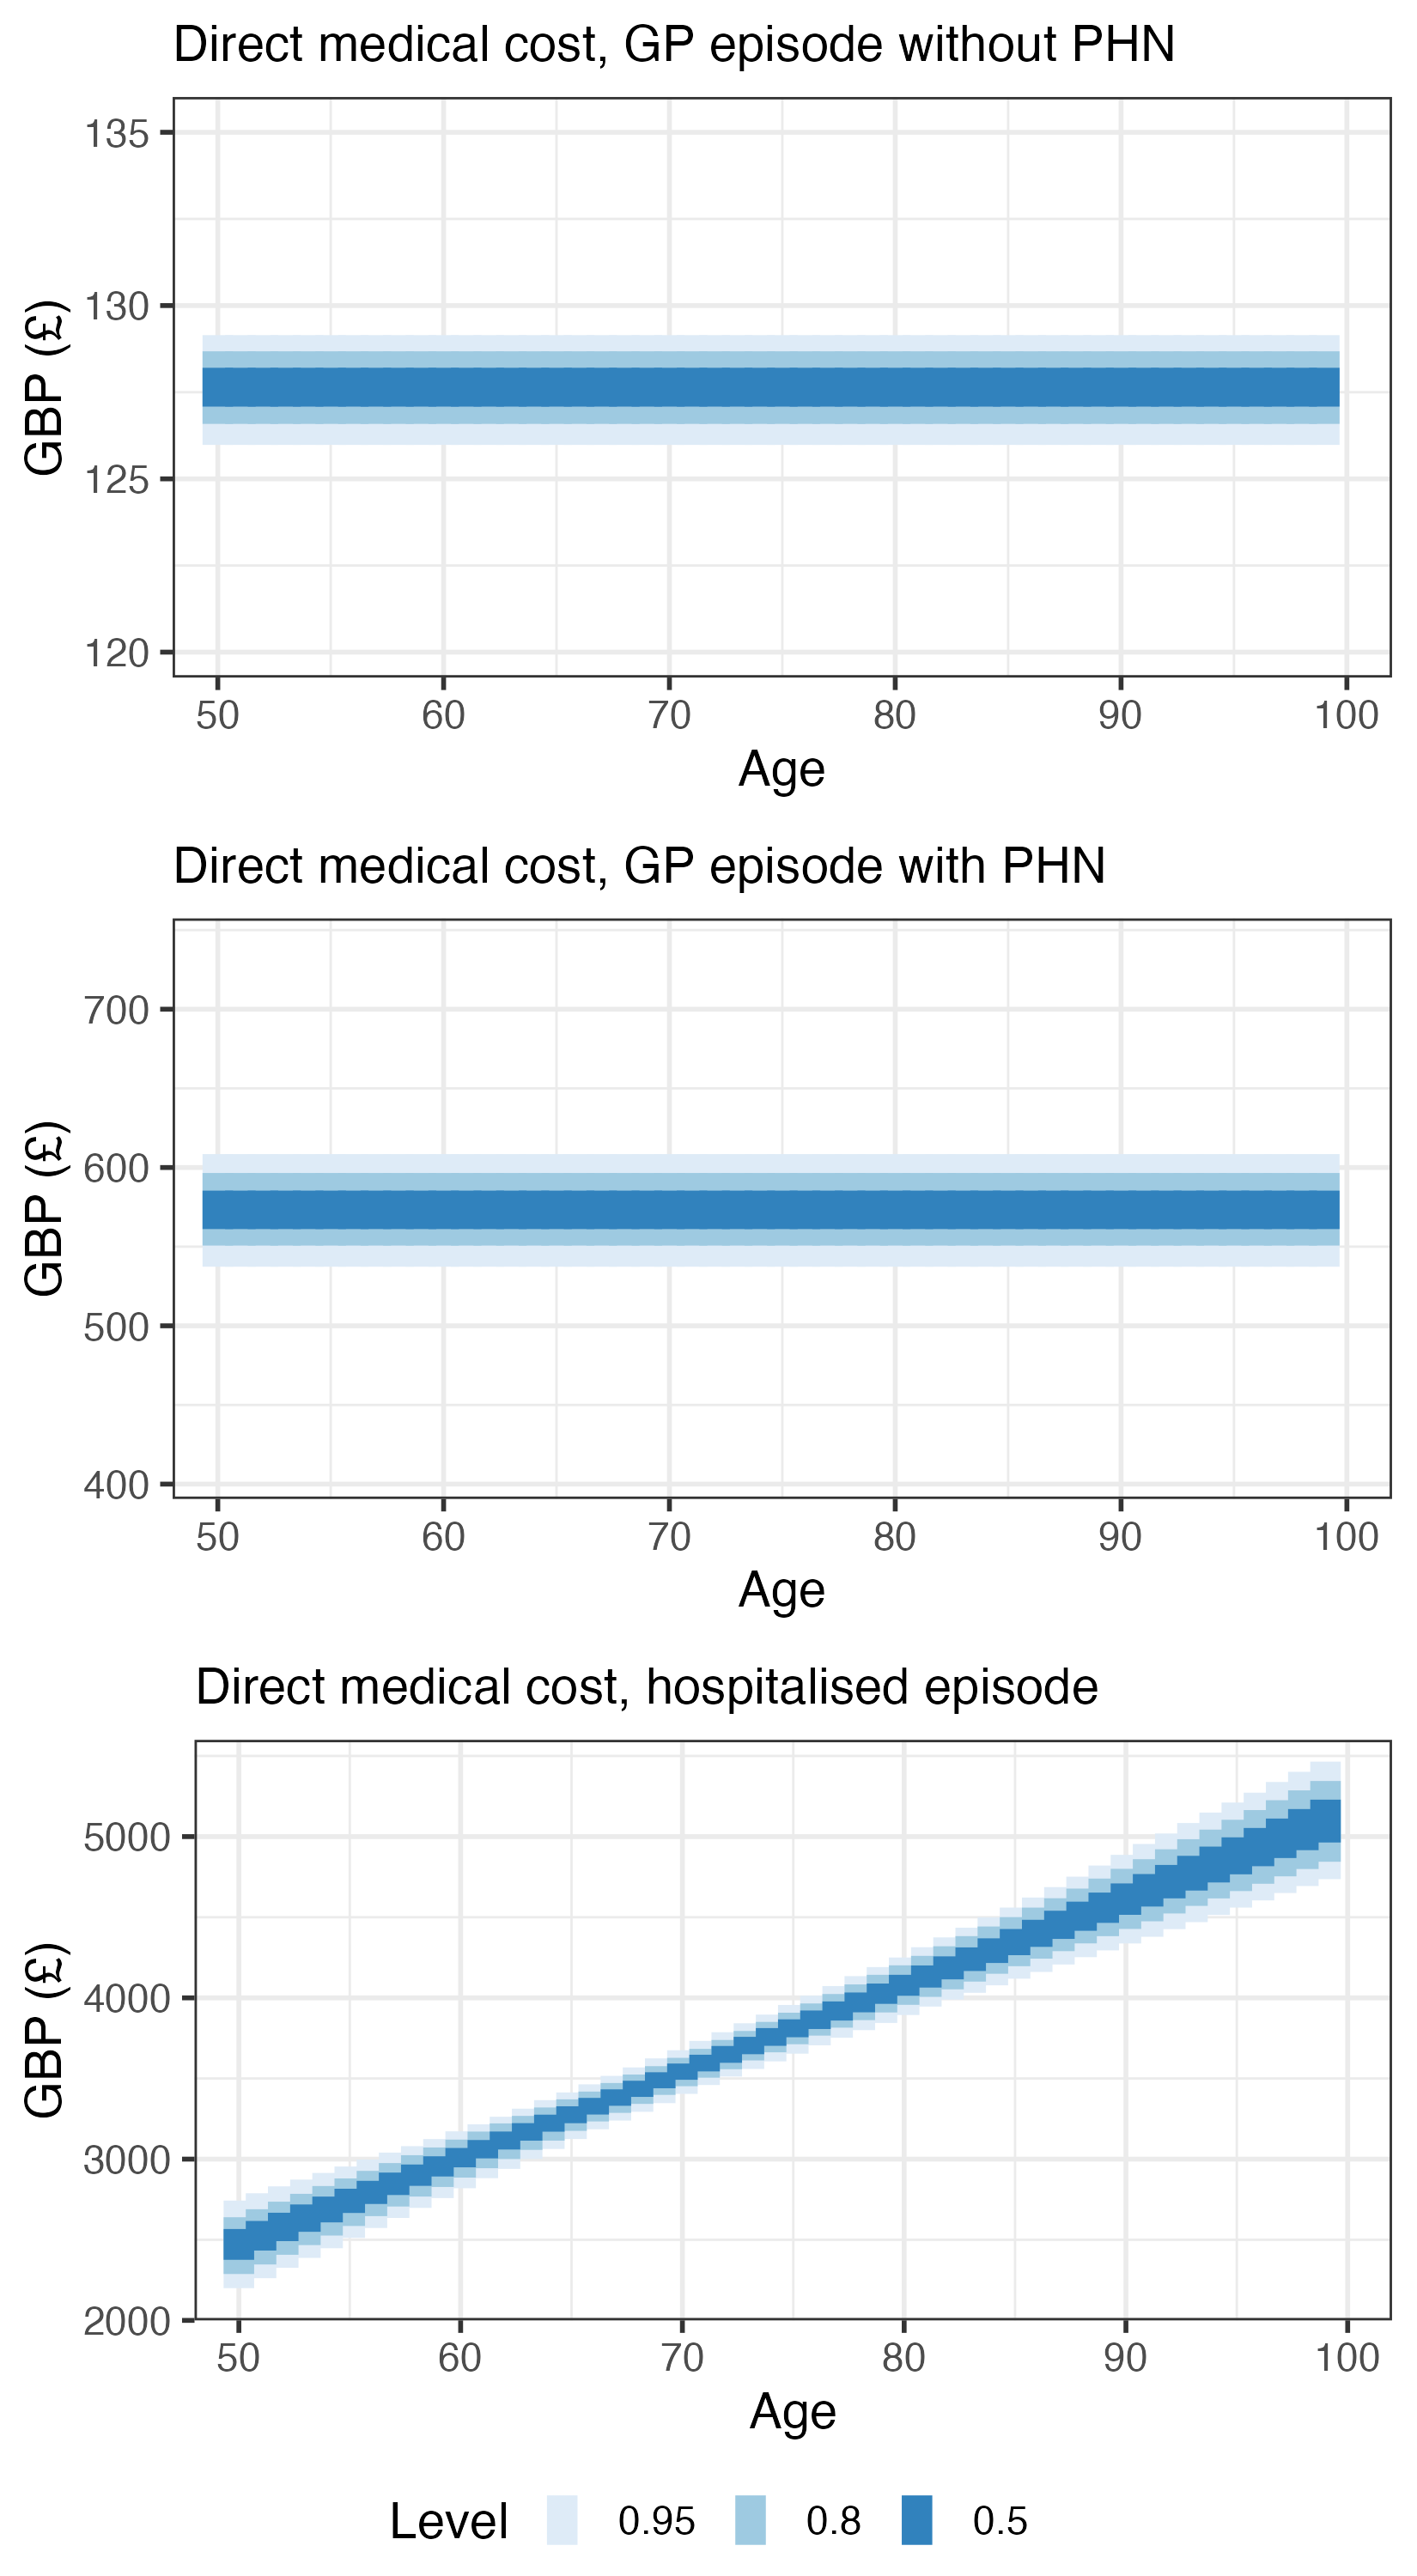 Direct medical cost, GP episode without PHN
135
130
125
120
GBP (£)
50 60 70 80 90 100
Age
Direct medical cost, GP episode with PHN
700
600
500
400
GBP (£)
50 60 70 80 90 100
Age
Direct medical cost, hospitalised episode
5000
4000
3000
2000
GBP (£)
50 60 70 80 90 100
Age
Level 0.95 0.8 0.5